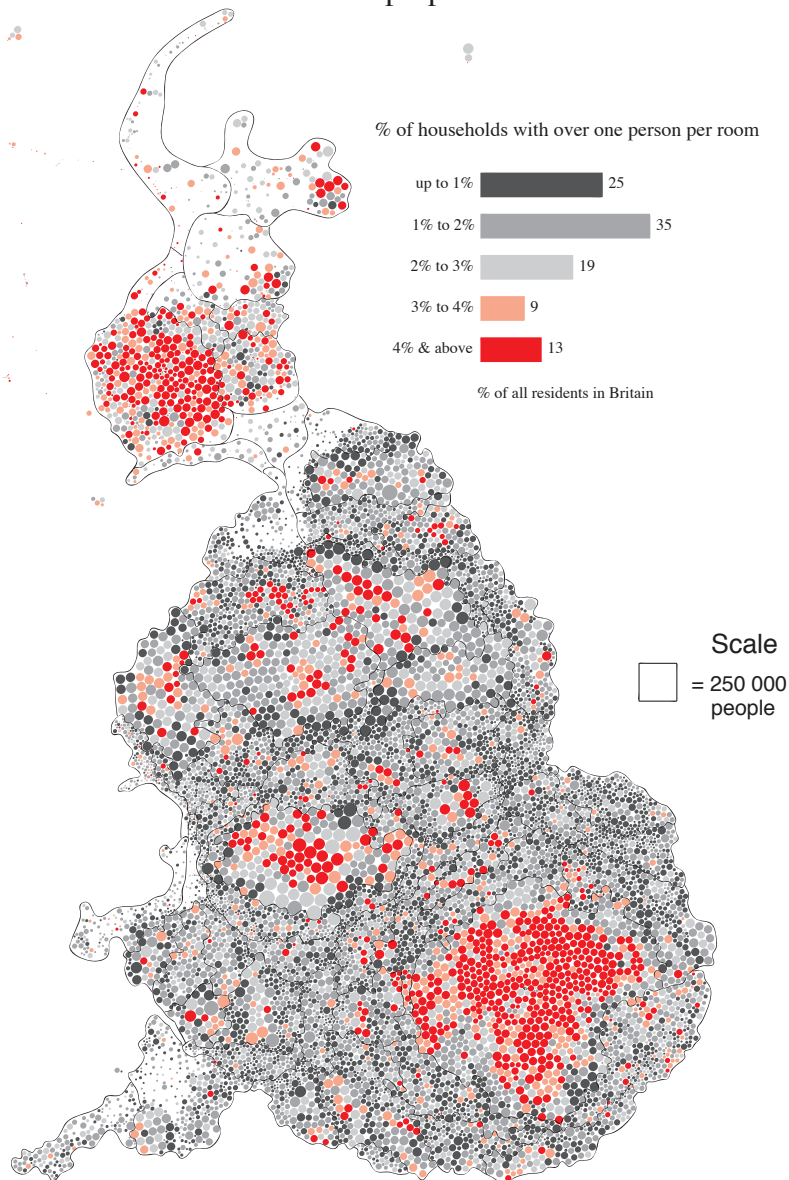 % of households with over one person per room
up to 1% 25
1% to 2% 35
2% to 3% 19
3% to 4% 9
4% & above 13
% of all residents in Britain
Scale
= 250 000
people